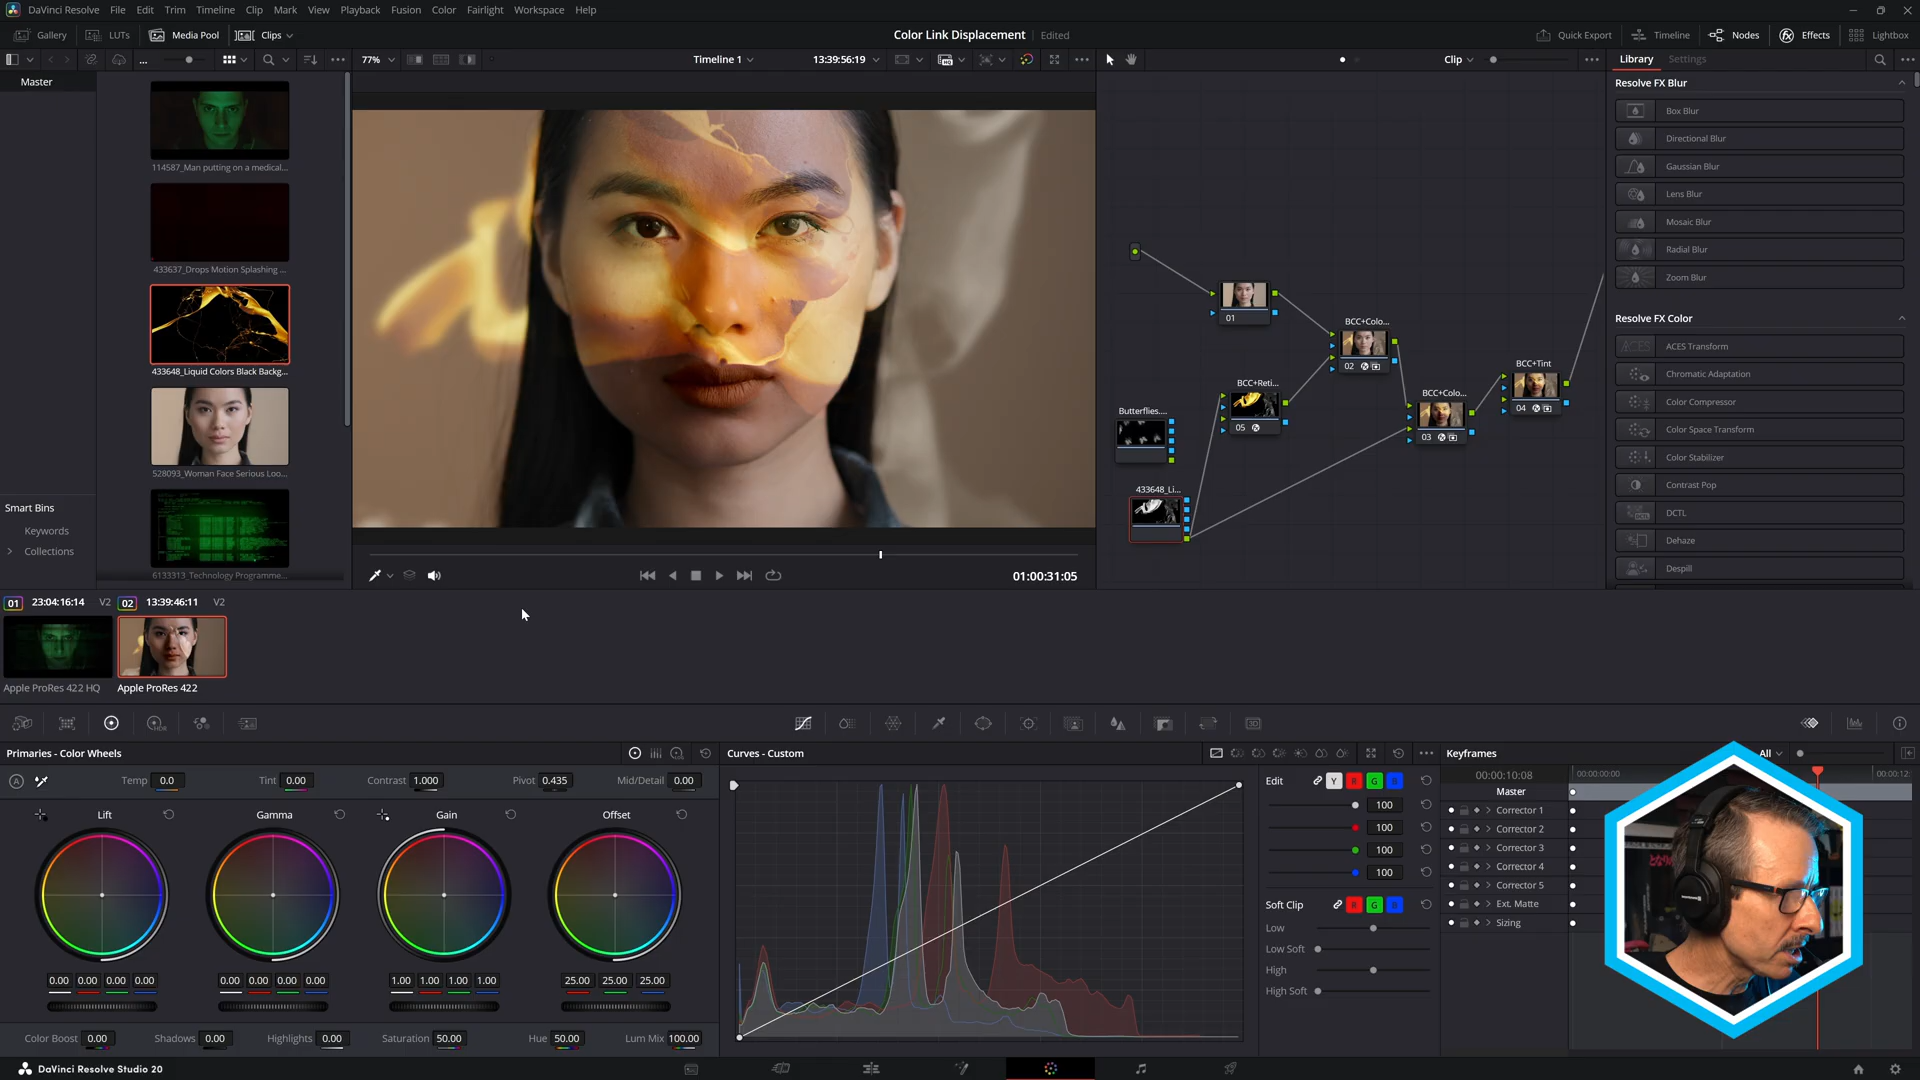 DaVinci Resolve File Edit Trim Timeline Clip Mark View Playback Fusion Color Fairlight Workspace Help
Gallery LUTs Media Pool Clips Color Link Displacement Edited Quick Export Timeline Nodes Effects Lightbox
77% Timeline 1 13:39:56:19 Clip Library Settings
Master
114587_Man putting on a medical...
433637_Drops Motion Splashing ...
433648_Liquid Colors Black Backg...
528093_Woman Face Serious Loo...
6133313_Technology Programme...
Smart Bins
Keywords
Collections
01:00:31:05
01
BCC+Colo...
02
BCC+Reti...
05
Butterflies....
433648_Li...
BCC+Colo...
03
BCC+Tint
04
Resolve FX Blur
Box Blur
Directional Blur
Gaussian Blur
Lens Blur
Mosaic Blur
Radial Blur
Zoom Blur
Resolve FX Color
ACES Transform
Chromatic Adaptation
Color Compressor
Color Space Transform
Color Stabilizer
Contrast Pop
DCTL
Dehaze
Despill
01 23:04:16:14 V2 02 13:39:46:11 V2
Apple ProRes 422 HQ Apple ProRes 422
Primaries - Color Wheels
Temp 0.0 Tint 0.00 Contrast 1.000 Pivot 0.435 Mid/Detail 0.00
Lift Gamma Gain Offset
0.00 0.00 0.00 0.00 0.00 0.00 0.00 0.00 1.00 1.00 1.00 1.00 25.00 25.00 25.00
Color Boost 0.00 Shadows 0.00 Highlights 0.00 Saturation 50.00 Hue 50.00 Lum Mix 100.00
Curves - Custom
Edit Y R G B
100
100
100
100
Soft Clip R G B
Low
Low Soft
High
High Soft
Keyframes All
00:00:10:08 00:00:00:00 00:00:12:
Master
Corrector 1
Corrector 2
Corrector 3
Corrector 4
Corrector 5
Ext. Matte
Sizing
DaVinci Resolve Studio 20